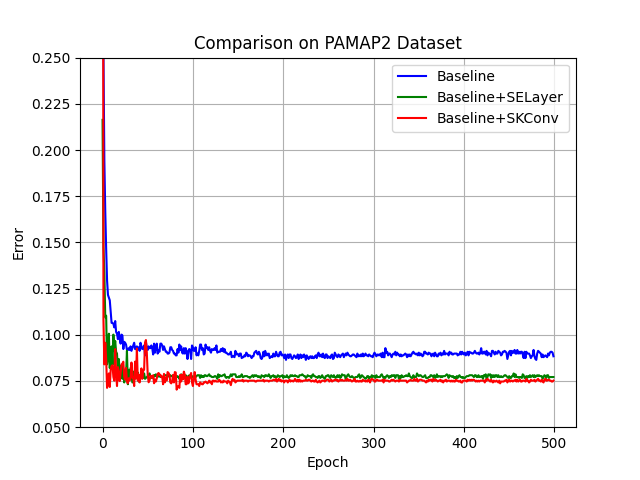 Comparison on PAMAP2 Dataset
Baseline
Baseline+SELayer
Baseline+SKConv
Error
0.250
0.225
0.200
0.175
0.150
0.125
0.100
0.075
0.050
0 100 200 300 400 500
Epoch